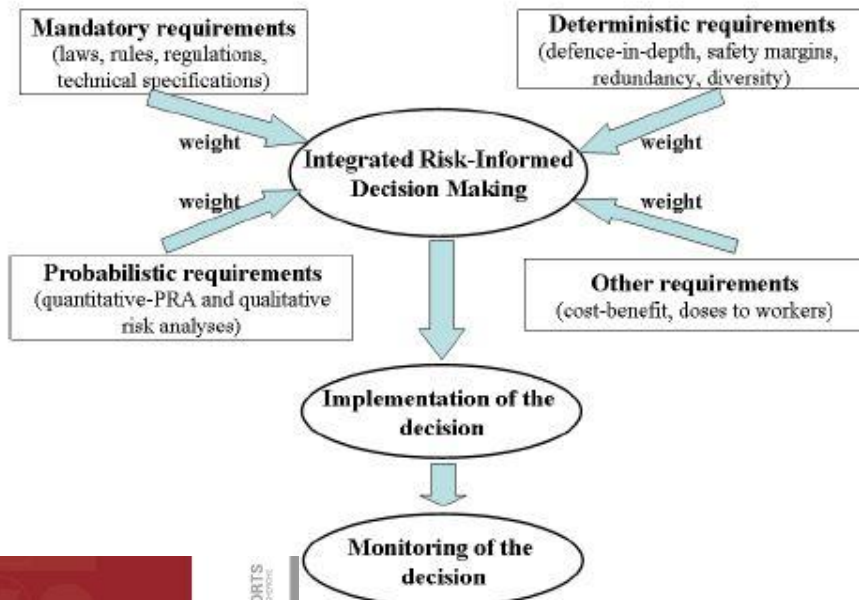 Mandatory requirements
(laws, rules, regulations,
technical specifications)
Deterministic requirements
(defence-in-depth, safety margins,
redundancy, diversity)
weight
weight
Integrated Risk-Informed
Decision Making
weight
weight
Probabilistic requirements
(quantitative-PRA and qualitative
risk analyses)
Other requirements
(cost-benefit, doses to workers)
Implementation of the
decision
Monitoring of the
decision
ORTS